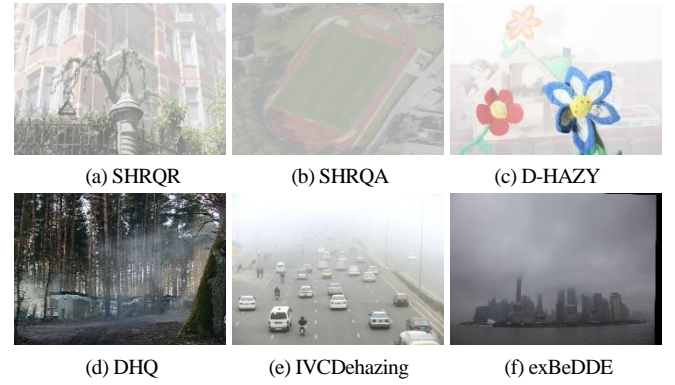 (a) SHRQR
(b) SHRQA
(c) D-HAZY
(d) DHQ
(e) IVCDehazing
(f) exBeDDE